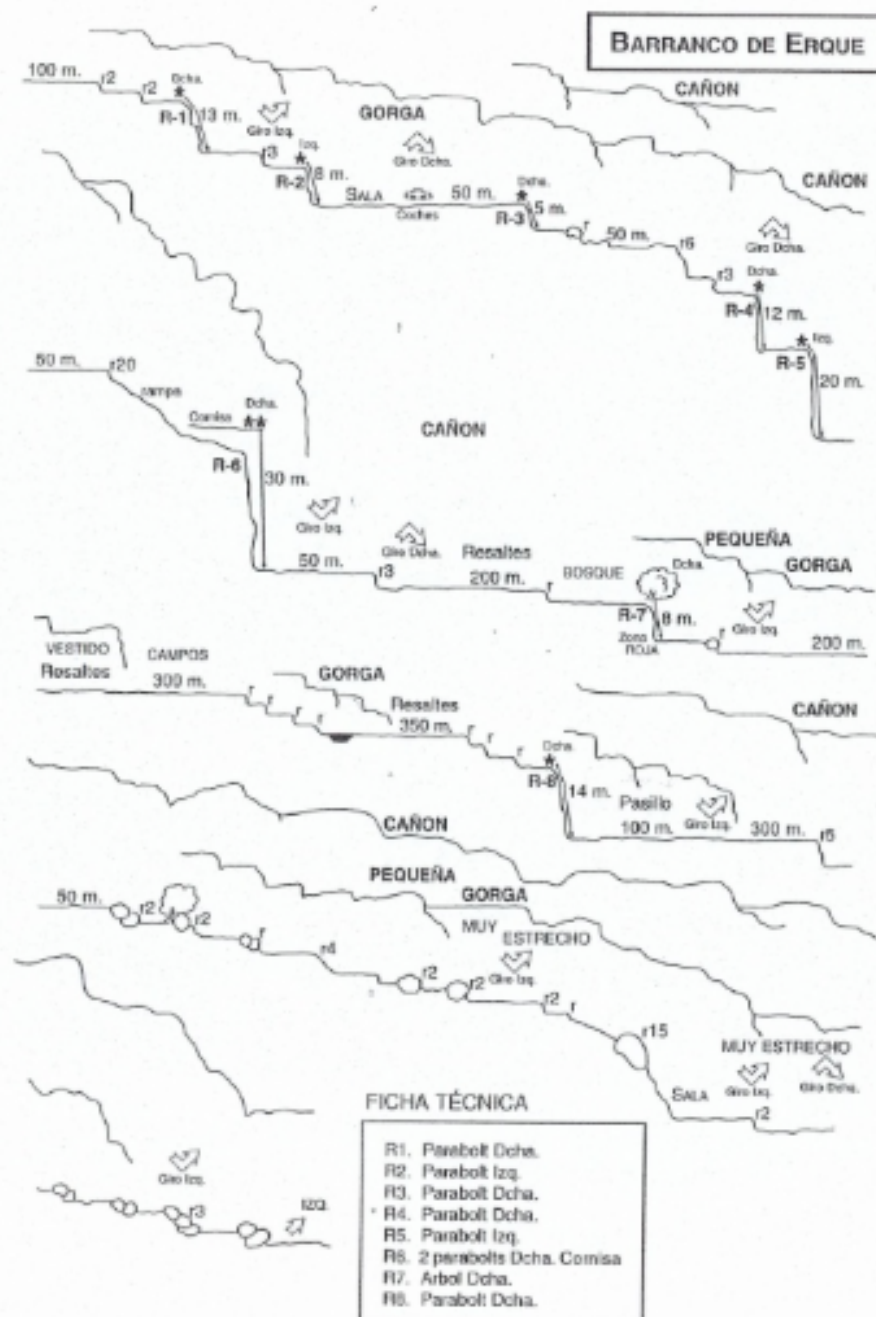 BARRANCO DE ERQUE
CAÑON
100 m.
r2
r2
Dcha.
R-1
13 m.
Giro Izq.
GORGA
r3
Izq.
R-2
8 m.
Giro Dcha.
SALA
Coches
50 m.
Dcha.
R-3
5 m.
r
50 m.
r6
CAÑON
Giro Dcha.
r3
Dcha.
R-4
12 m.
Izq.
R-5
20 m.
50 m.
r20
rampa
Cornisa
Dcha.
R-6
30 m.
CAÑON
Giro Izq.
50 m.
Giro Dcha.
r3
Resaltes
200 m.
r
BOSQUE
Dcha.
R-7
8 m.
Zona
ROJA
PEQUEÑA
GORGA
r
Giro Izq.
200 m.
VESTIDO
Resaltes
CAMPOS
300 m.
r
r
r
r
GORGA
Resaltes
350 m.
r
r
r
Dcha.
R-8
14 m.
Pasillo
100 m.
Giro Izq.
300 m.
r6
CAÑON
CAÑON
50 m.
r2
r2
r
r4
PEQUEÑA
GORGA
MUY
ESTRECHO
r2
r2
Giro Izq.
r2
r
r15
SALA
MUY ESTRECHO
Giro Izq.
Giro Dcha.
r2
Giro Izq.
r3
Izq.
FICHA TÉCNICA
R1. Parabolt Dcha.
R2. Parabolt Izq.
R3. Parabolt Dcha.
R4. Parabolt Dcha.
R5. Parabolt Izq.
R6. 2 parabolts Dcha. Cornisa
R7. Arbol Dcha.
R8. Parabolt Dcha.